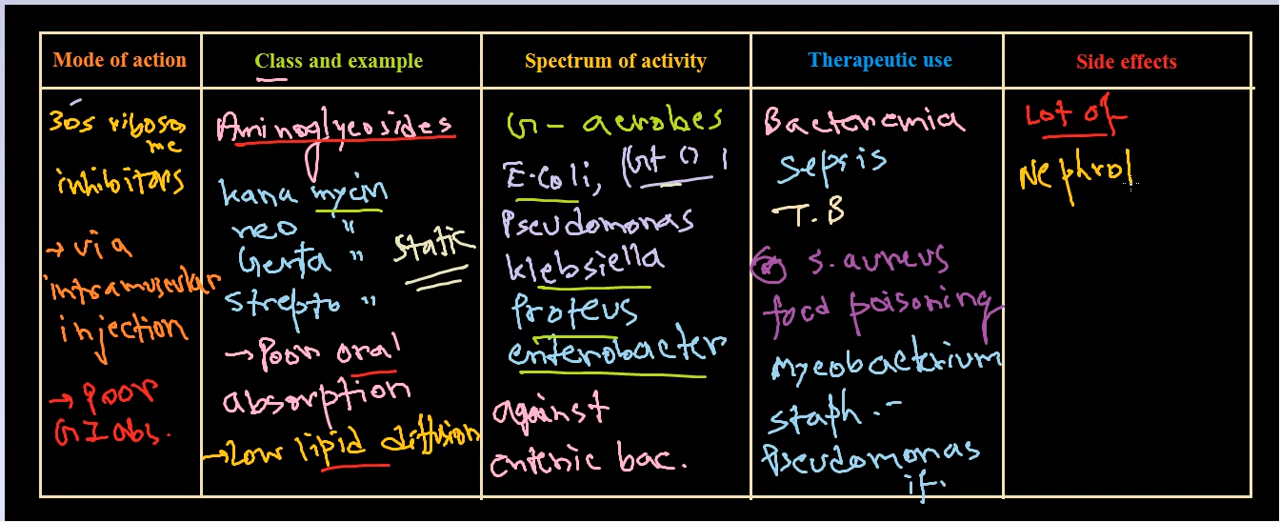 Mode of action
Class and example
Spectrum of activity
Therapeutic use
Side effects
30s riboso
me
inhibitors
→ via
intramuscular
injection
→ poor
GI abs.
Aminoglycosides
kana mycin
neo "
Genta "
Strepto "
static
→ Poor oral
absorption
→ Low lipid diffusion
G- aerobes
E-Coli,
Pseudomonas
klebsiella
Proteus
enterobacter
against
enteric bac.
Bacteremia
Sepsis
T.B
S. aureus
food poisoning
Mycobacterium
staph. -
Pseudomonas
if.
Lot of
Nephrol